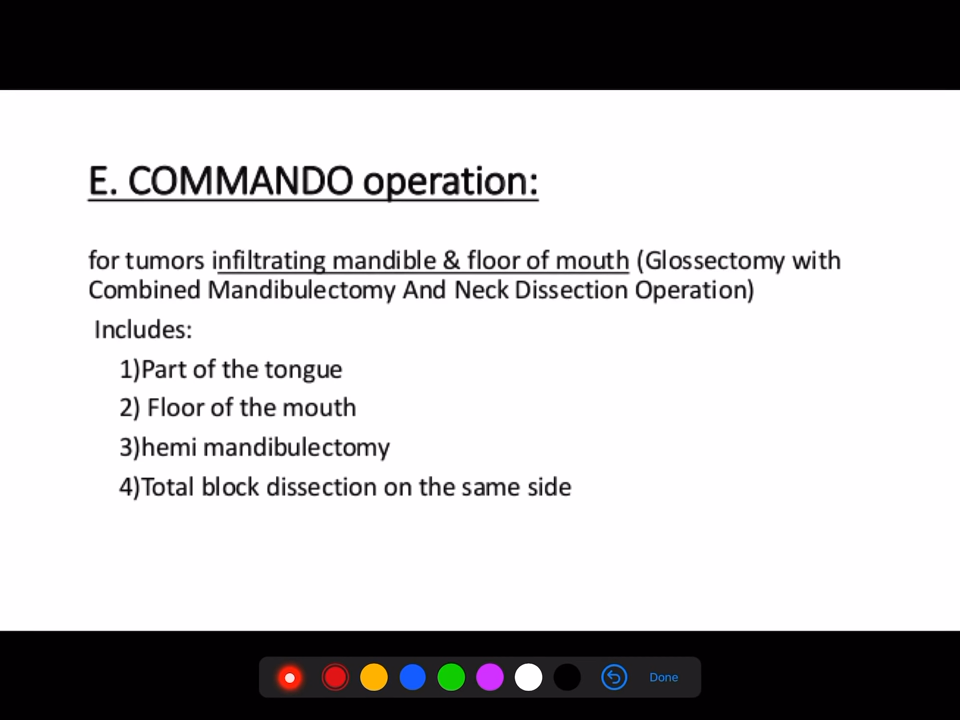 E. COMMANDO operation:
for tumors infiltrating mandible & floor of mouth (Glossectomy with
Combined Mandibulectomy And Neck Dissection Operation)
Includes:
1)Part of the tongue
2) Floor of the mouth
3)hemi mandibulectomy
4)Total block dissection on the same side
Done